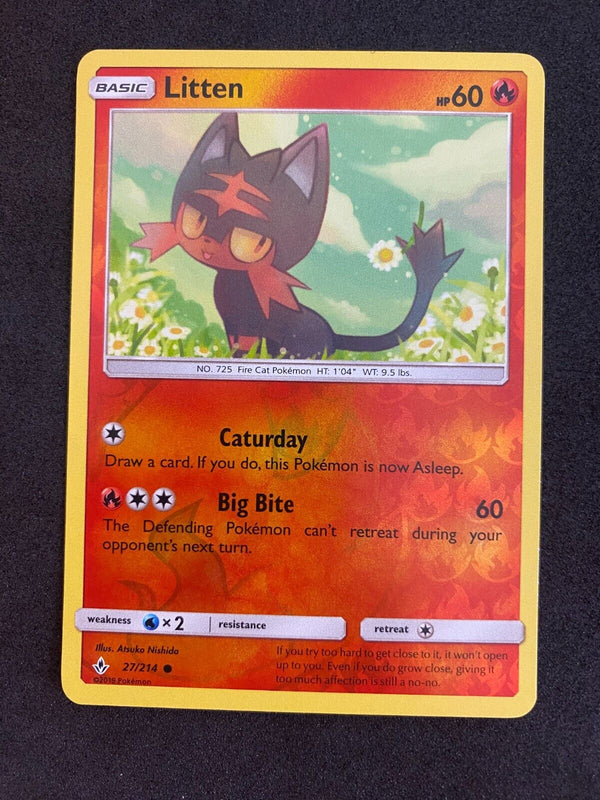 BASIC Litten HP 60
NO. 725 Fire Cat Pokémon HT: 1'04" WT: 9.5 lbs.
Caturday
Draw a card. If you do, this Pokémon is now Asleep.
Big Bite 60
The Defending Pokémon can't retreat during your
opponent's next turn.
weakness ×2 resistance retreat
Illus. Atsuko Nishida
27/214
©2019 Pokémon
If you try too hard to get close to it, it won't open
up to you. Even if you do grow close, giving it
too much affection is still a no-no.